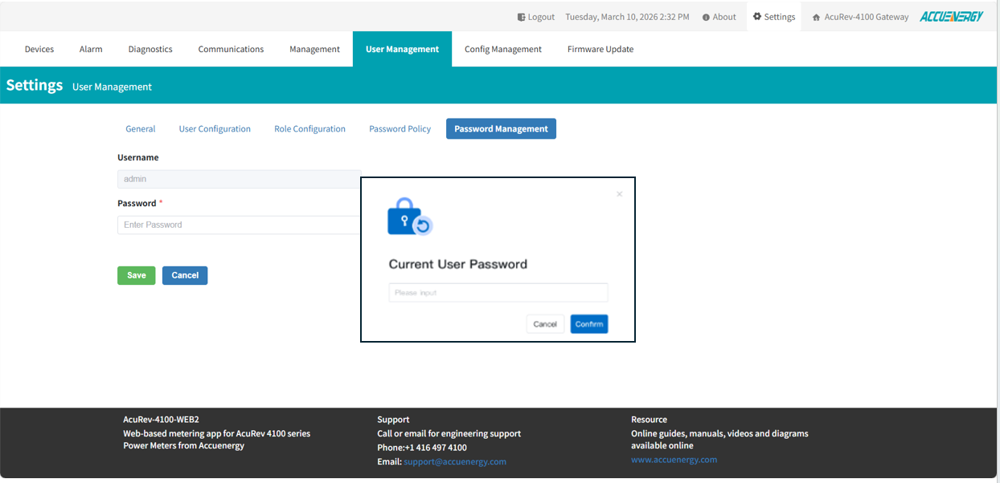 Logout Tuesday, March 10, 2026 2:32 PM About Settings AcuRev-4100 Gateway ACCUENERGY
Devices Alarm Diagnostics Communications Management User Management Config Management Firmware Update
Settings User Management
General User Configuration Role Configuration Password Policy Password Management
Username
admin
Password *
Enter Password
Save Cancel
×
Current User Password
Please input
Cancel Confirm
AcuRev-4100-WEB2
Web-based metering app for AcuRev 4100 series
Power Meters from Accuenergy
Support
Call or email for engineering support
Phone:+1 416 497 4100
Email: support@accuenergy.com
Resource
Online guides, manuals, videos and diagrams
available online
www.accuenergy.com